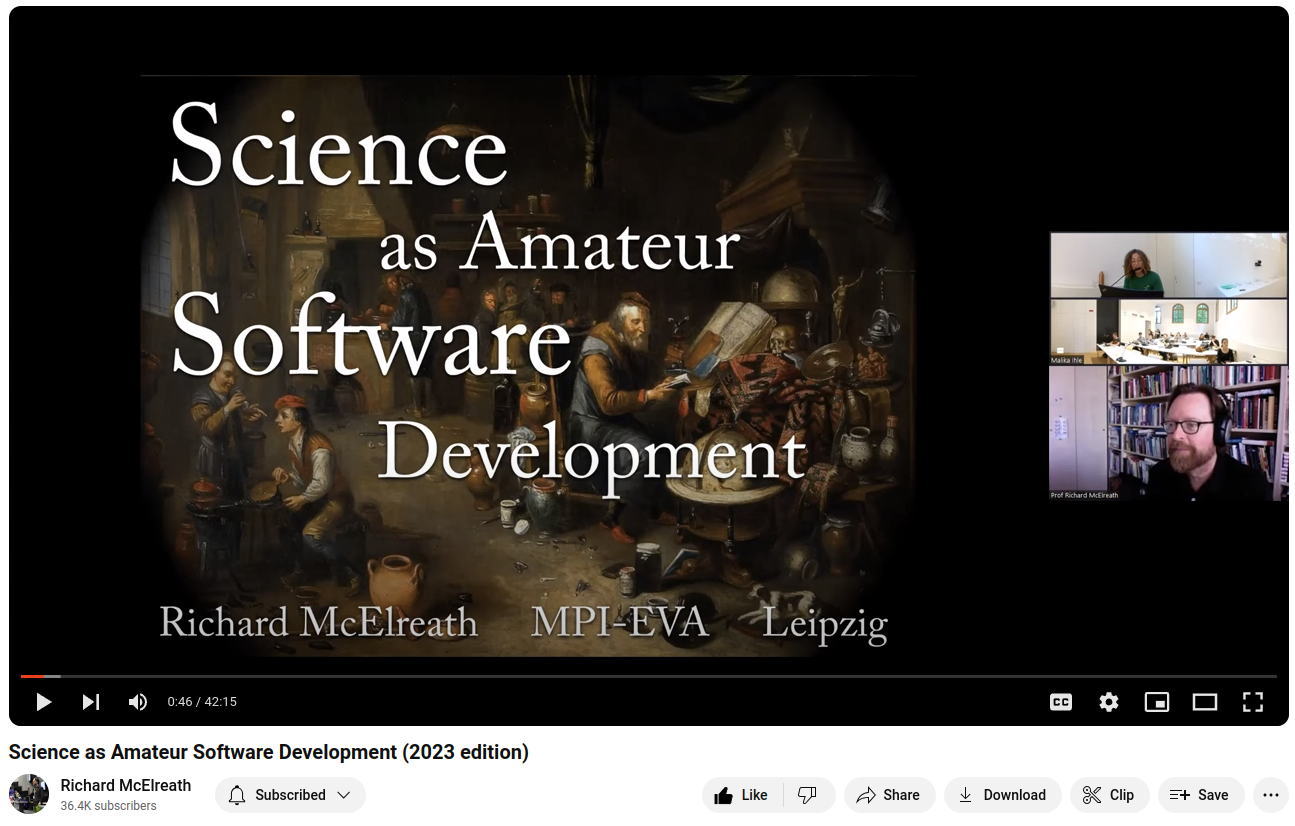 Science
as Amateur
Software
Development
Richard McElreath MPI-EVA Leipzig
Malika Ihle
Prof Richard McElreath
0:46 / 42:15
CC
Science as Amateur Software Development (2023 edition)
Richard McElreath
36.4K subscribers
Subscribed
Like
Share
Download
Clip
Save